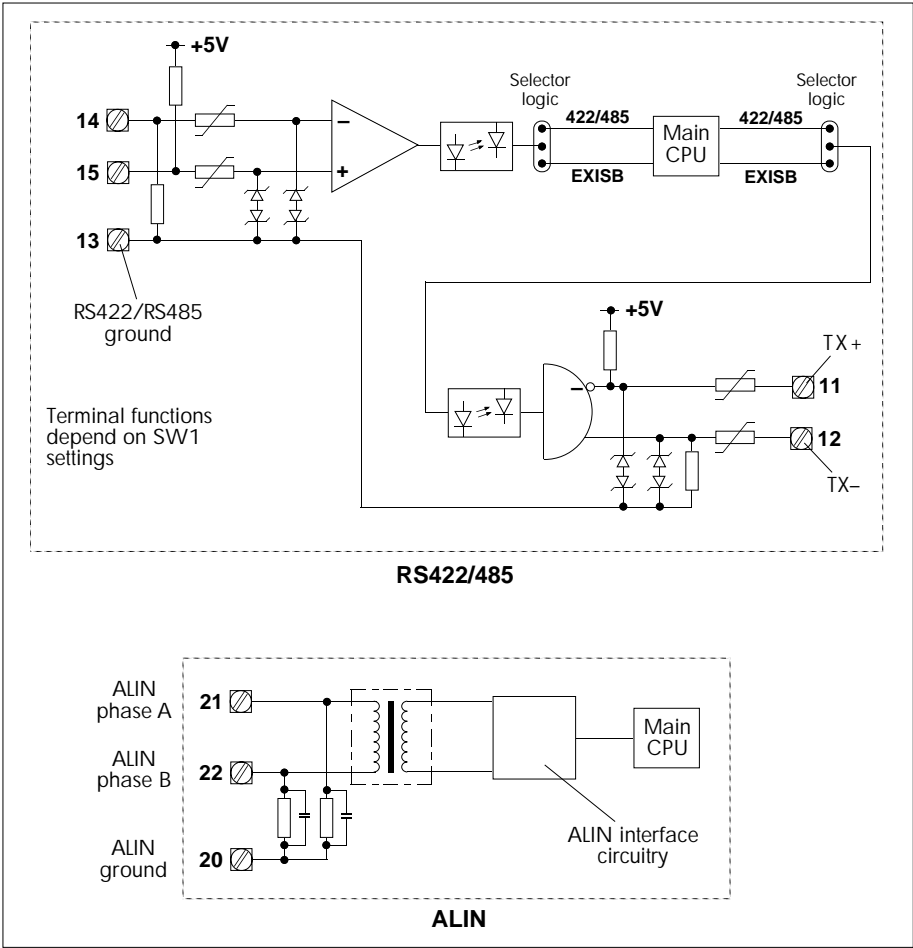 +5V
Selector
logic
Selector
logic
14
422/485
Main
CPU
422/485
–
15
+
EXISB
EXISB
13
RS422/RS485
ground
+5V
TX+
–
11
Terminal functions
depend on SW1
settings
12
TX–
RS422/485
ALIN
phase A
21
Main
CPU
ALIN
phase B
22
ALIN interface
circuitry
ALIN
ground
20
ALIN